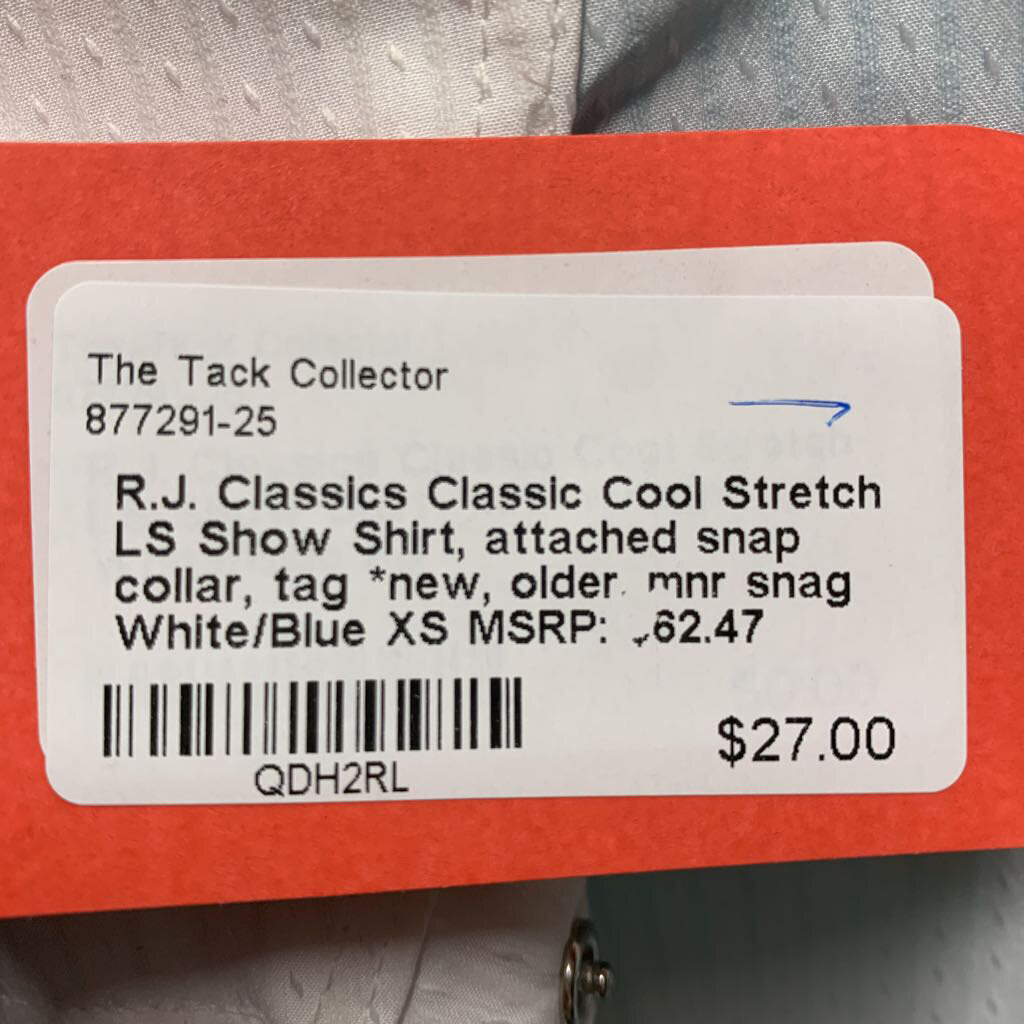 The Tack Collector
877291-25
R.J. Classics Classic Cool Stretch
LS Show Shirt, attached snap
collar, tag *new, older, mnr snag
White/Blue XS MSRP: 62.47
QDH2RL
$27.00